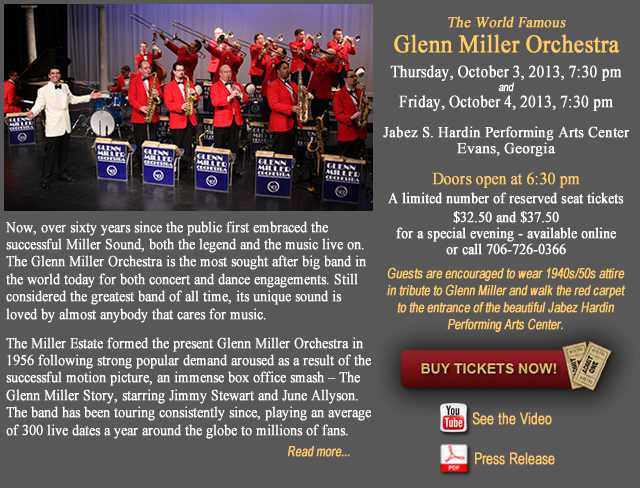 GLENN MILLER ORCHESTRA
GLENN MILLER ORCHESTRA
GLENN MILLER ORCHESTRA
GLENN MILLER ORCHESTRA
GLENN MILLER ORCHESTRA
Now, over sixty years since the public first embraced the
successful Miller Sound, both the legend and the music live on.
The Glenn Miller Orchestra is the most sought after big band in
the world today for both concert and dance engagements. Still
considered the greatest band of all time, its unique sound is
loved by almost anybody that cares for music.
The Miller Estate formed the present Glenn Miller Orchestra in
1956 following strong popular demand aroused as a result of the
successful motion picture, an immense box office smash – The
Glenn Miller Story, starring Jimmy Stewart and June Allyson.
The band has been touring consistently since, playing an average
of 300 live dates a year around the globe to millions of fans.
Read more...
The World Famous
Glenn Miller Orchestra
Thursday, October 3, 2013, 7:30 pm
and
Friday, October 4, 2013, 7:30 pm
Jabez S. Hardin Performing Arts Center
Evans, Georgia
Doors open at 6:30 pm
A limited number of reserved seat tickets
$32.50 and $37.50
for a special evening - available online
or call 706-726-0366
Guests are encouraged to wear 1940s/50s attire
in tribute to Glenn Miller and walk the red carpet
to the entrance of the beautiful Jabez Hardin
Performing Arts Center.
BUY TICKETS NOW!
You Tube
See the Video
PDF
Press Release